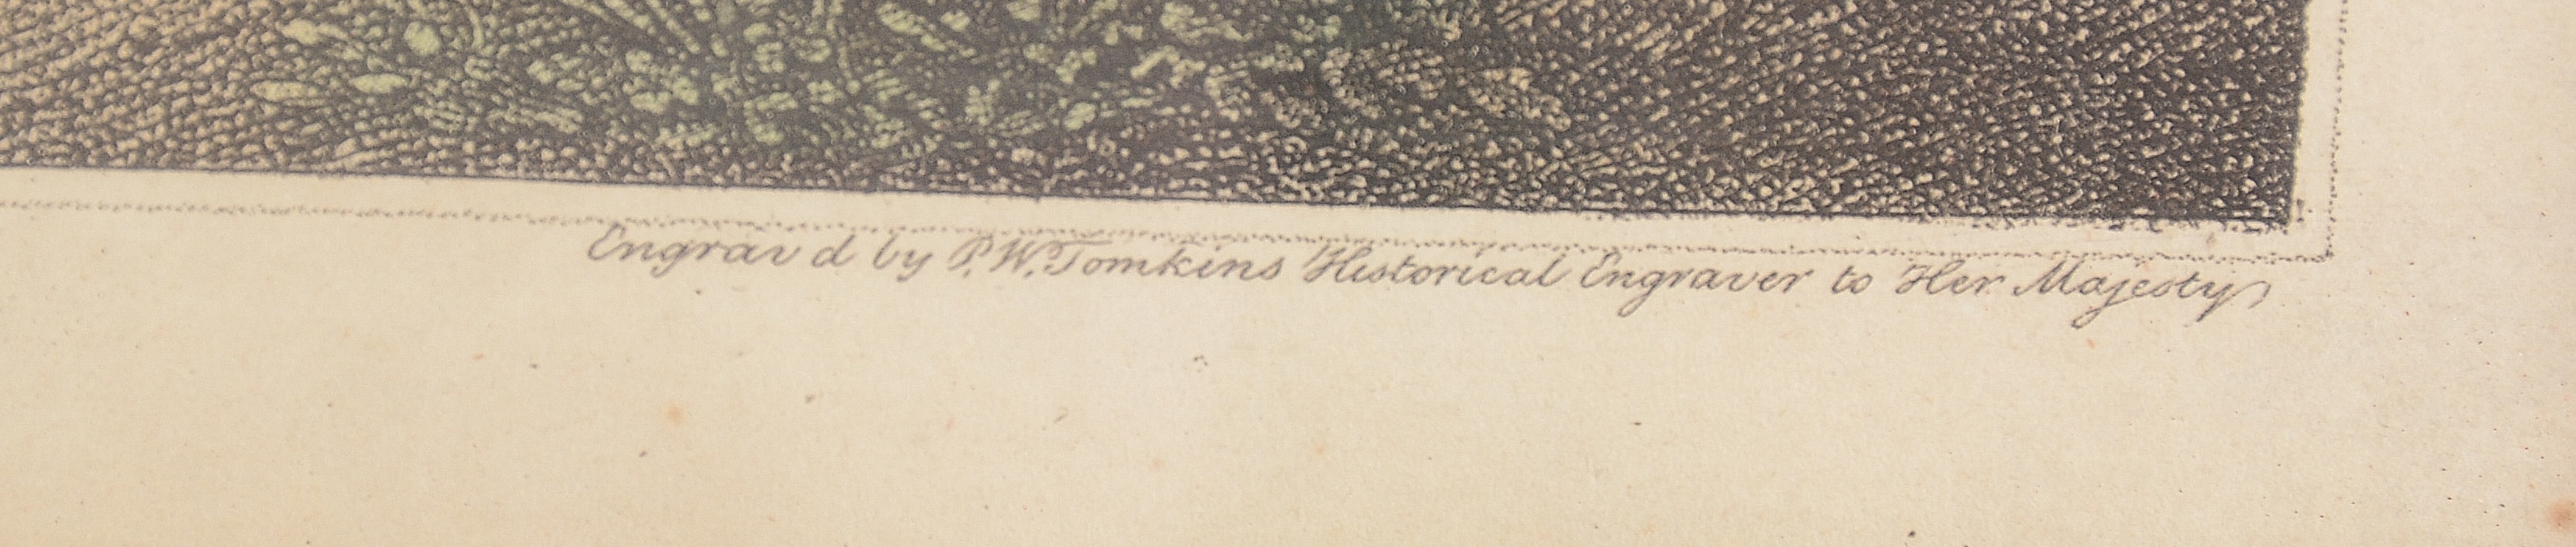 Engrav'd by P.W. Tomkins Historical Engraver to Her Majesty